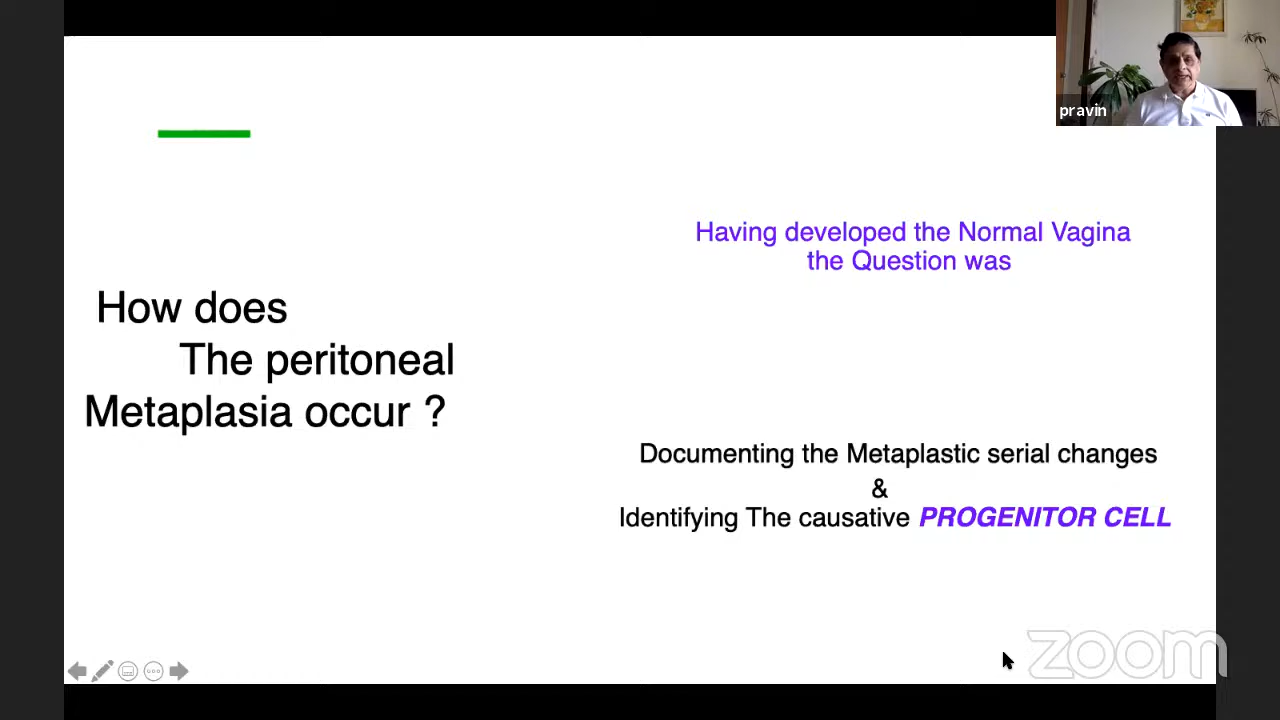 pravin
Having developed the Normal Vagina
the Question was
How does
The peritoneal
Metaplasia occur ?
Documenting the Metaplastic serial changes
&
Identifying The causative PROGENITOR CELL
zoom